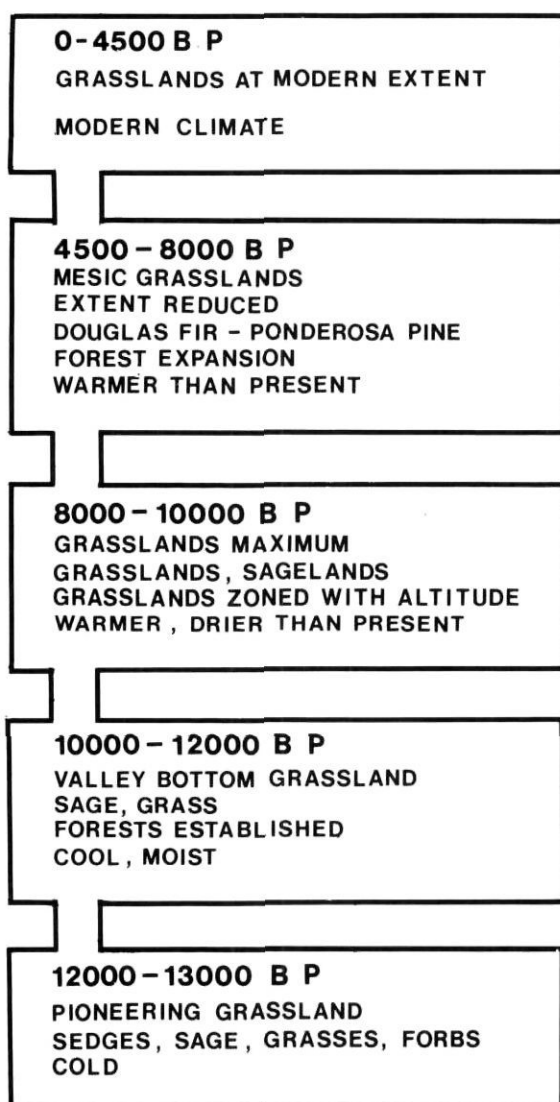 0-4500 B P
GRASSLANDS AT MODERN EXTENT
MODERN CLIMATE
4500-8000 B P
MESIC GRASSLANDS
EXTENT REDUCED
DOUGLAS FIR - PONDEROSA PINE
FOREST EXPANSION
WARMER THAN PRESENT
8000-10000 B P
GRASSLANDS MAXIMUM
GRASSLANDS, SAGELANDS
GRASSLANDS ZONED WITH ALTITUDE
WARMER, DRIER THAN PRESENT
10000-12000 B P
VALLEY BOTTOM GRASSLAND
SAGE, GRASS
FORESTS ESTABLISHED
COOL, MOIST
12000-13000 B P
PIONEERING GRASSLAND
SEDGES, SAGE, GRASSES, FORBS
COLD